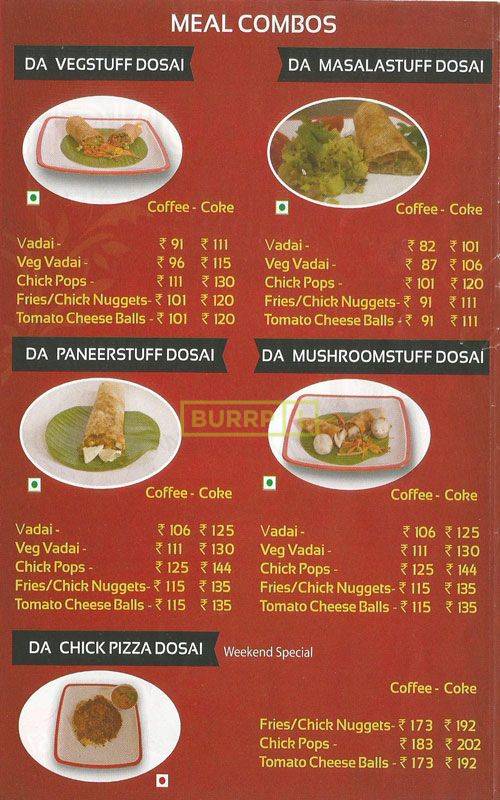 MEAL COMBOS
DA VEGSTUFF DOSAI
Coffee - Coke
Vadai - ₹ 91 ₹ 111
Veg Vadai - ₹ 96 ₹ 115
Chick Pops - ₹ 111 ₹ 130
Fries/Chick Nuggets- ₹ 101 ₹ 120
Tomato Cheese Balls - ₹ 101 ₹ 120
DA MASALASTUFF DOSAI
Coffee - Coke
Vadai - ₹ 82 ₹ 101
Veg Vadai - ₹ 87 ₹ 106
Chick Pops - ₹ 101 ₹ 120
Fries/Chick Nuggets- ₹ 91 ₹ 111
Tomato Cheese Balls - ₹ 91 ₹ 111
DA PANEERSTUFF DOSAI
Coffee - Coke
Vadai - ₹ 106 ₹ 125
Veg Vadai - ₹ 111 ₹ 130
Chick Pops - ₹ 125 ₹ 144
Fries/Chick Nuggets- ₹ 115 ₹ 135
Tomato Cheese Balls - ₹ 115 ₹ 135
DA MUSHROOMSTUFF DOSAI
Coffee - Coke
Vadai - ₹ 106 ₹ 125
Veg Vadai - ₹ 111 ₹ 130
Chick Pops - ₹ 125 ₹ 144
Fries/Chick Nuggets- ₹ 115 ₹ 135
Tomato Cheese Balls - ₹ 115 ₹ 135
BURRP
DA CHICK PIZZA DOSAI Weekend Special
Coffee - Coke
Fries/Chick Nuggets- ₹ 173 ₹ 192
Chick Pops - ₹ 183 ₹ 202
Tomato Cheese Balls - ₹ 173 ₹ 192